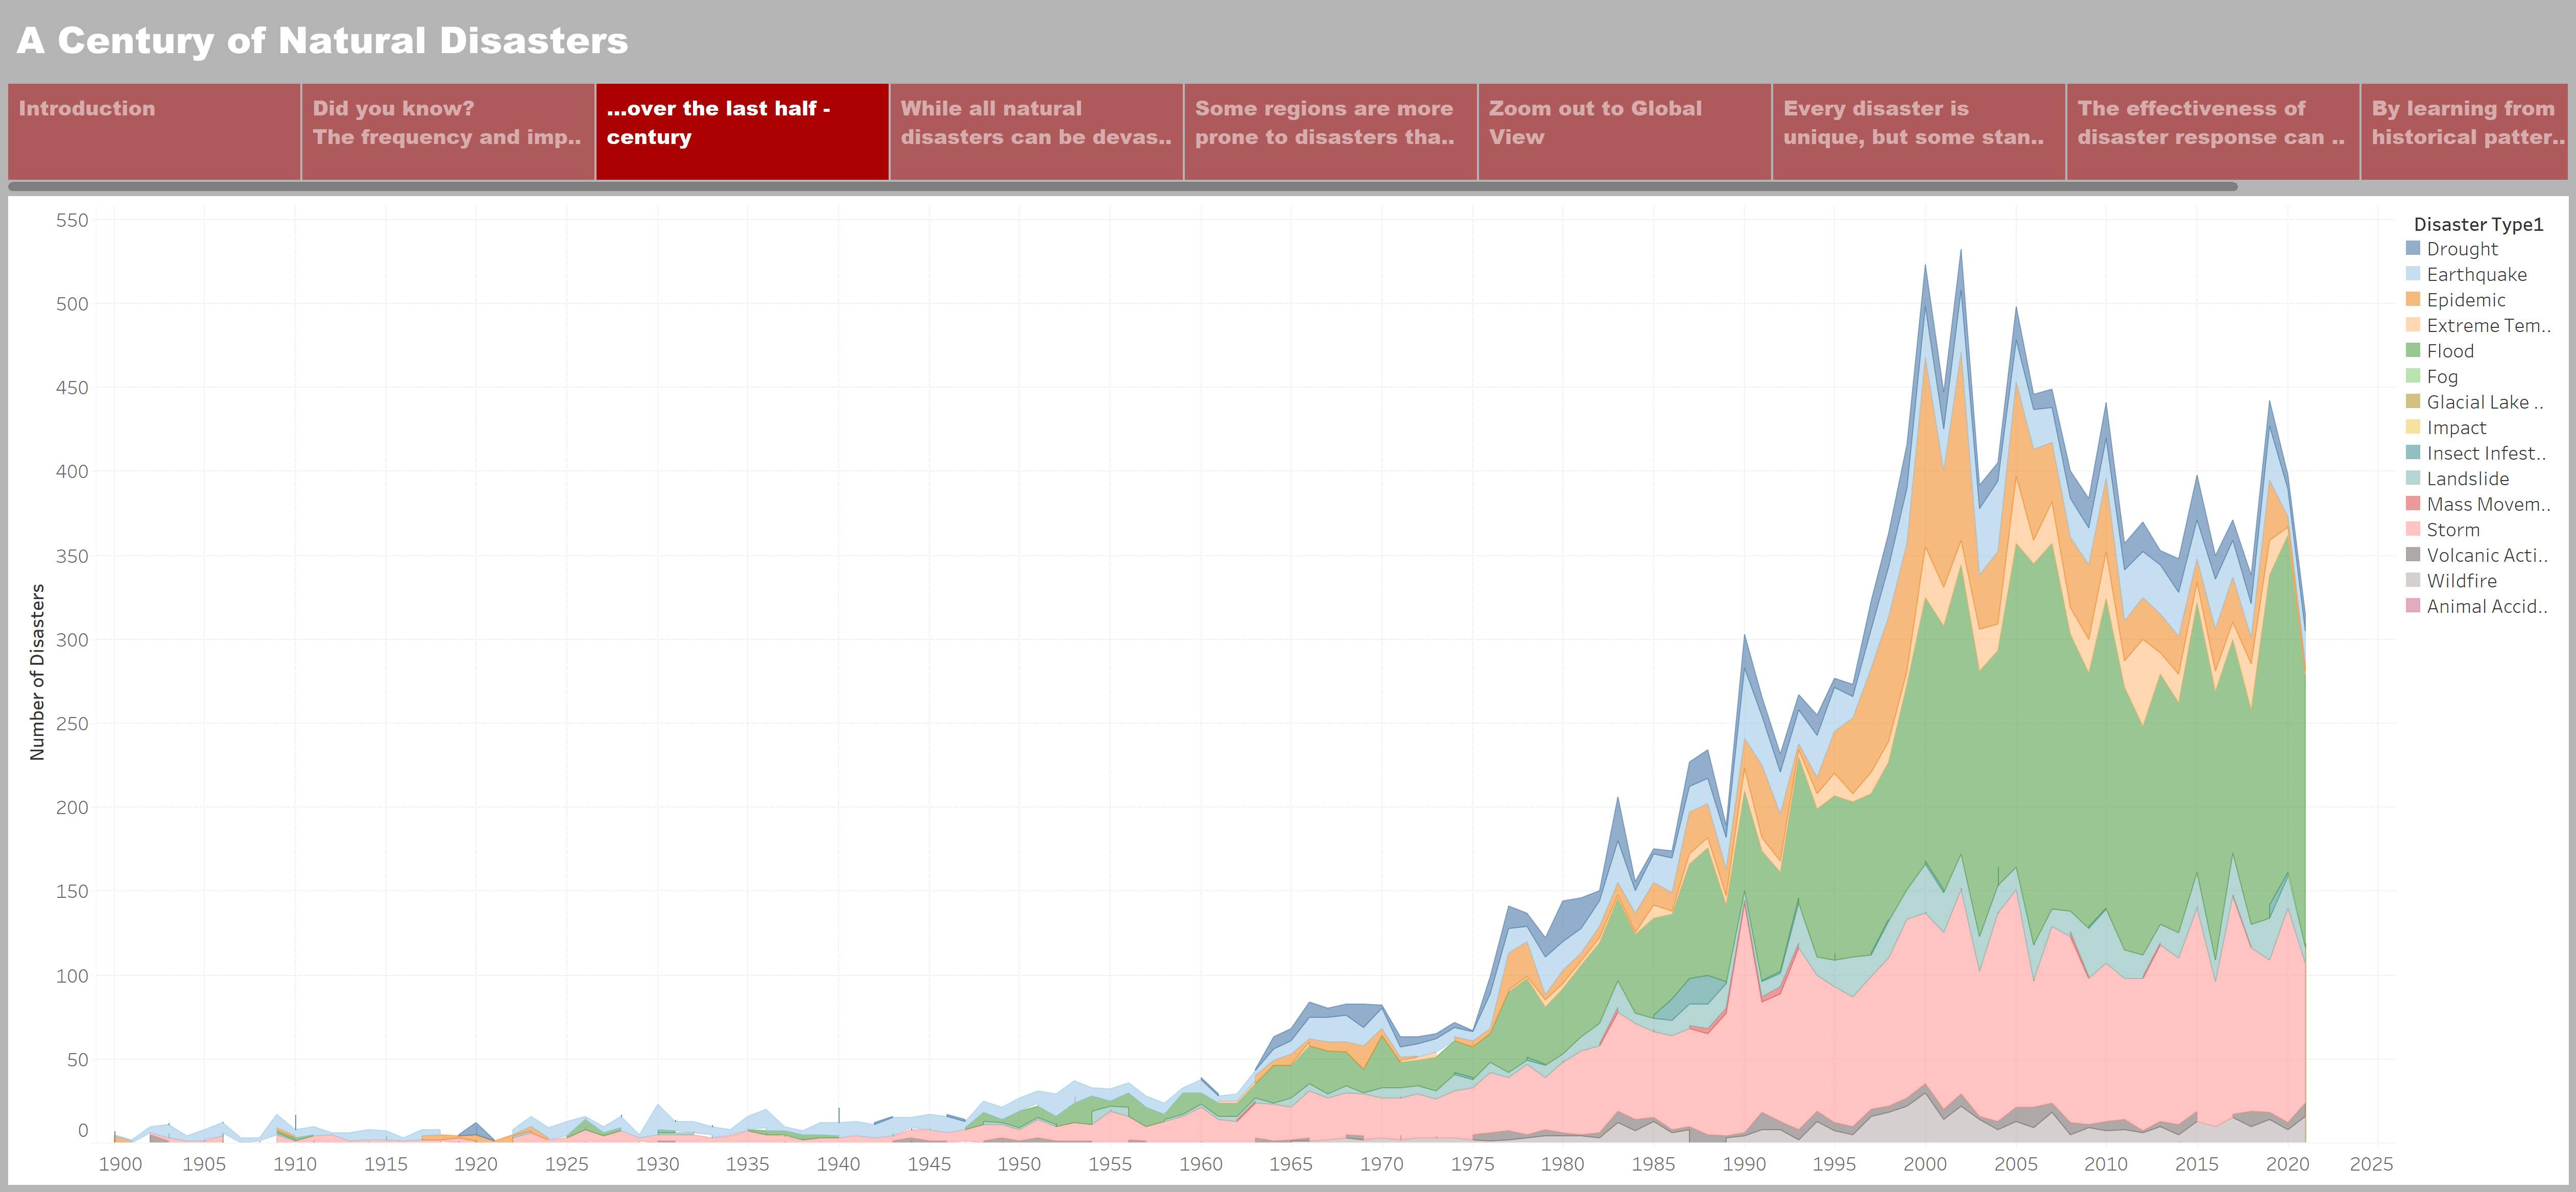 A Century of Natural Disasters
Introduction
Did you know?
The frequency and imp..
...over the last half -
century
While all natural
disasters can be devas..
Some regions are more
prone to disasters tha..
Zoom out to Global
View
Every disaster is
unique, but some stan..
The effectiveness of
disaster response can ..
By learning from
historical patter..
550
500
450
400
350
300
250
200
150
100
50
0
Number of Disasters
1900
1905
1910
1915
1920
1925
1930
1935
1940
1945
1950
1955
1960
1965
1970
1975
1980
1985
1990
1995
2000
2005
2010
2015
2020
2025
Disaster Type1
Drought
Earthquake
Epidemic
Extreme Tem..
Flood
Fog
Glacial Lake ..
Impact
Insect Infest..
Landslide
Mass Movem..
Storm
Volcanic Acti..
Wildfire
Animal Accid..